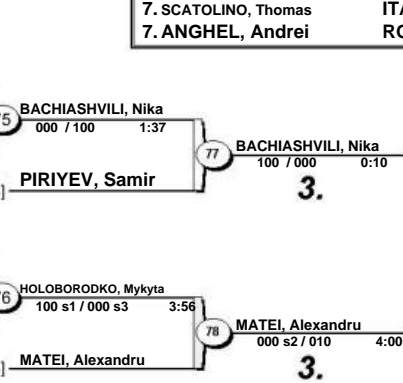 7. SCATOLINO, Thomas
7. ANGHEL, Andrei
BACHIASHVILI, Nika
000 / 100 1:37
77
BACHIASHVILI, Nika
100 / 000 0:10
PIRIYEV, Samir
3.
HOLOBORODKO, Mykyta
100 s1 / 000 s3 3:56
78
MATEI, Alexandru
000 s2 / 010 4:00
MATEI, Alexandru
3.